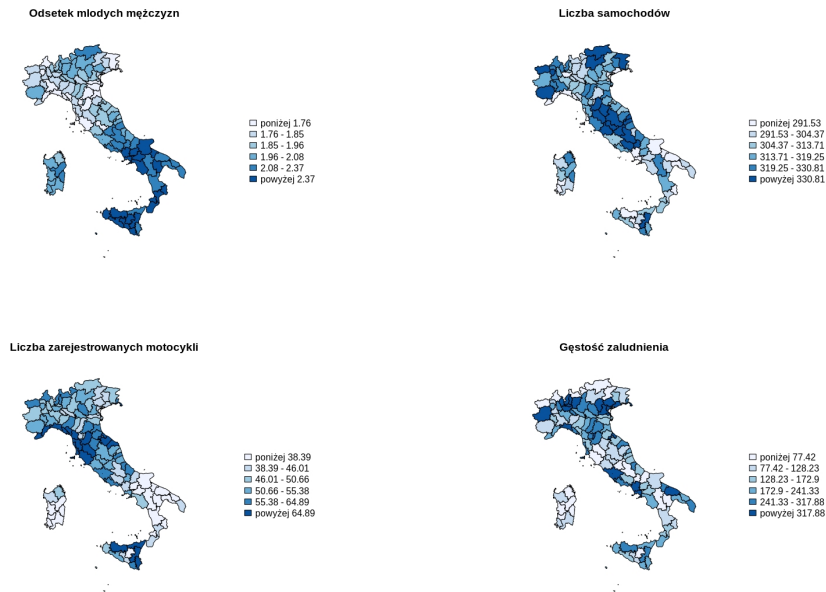 Odsetek mlodych mężczyzn
poniżej 1.76
1.76 - 1.85
1.85 - 1.96
1.96 - 2.08
2.08 - 2.37
powyżej 2.37
Liczba samochodów
poniżej 291.53
291.53 - 304.37
304.37 - 313.71
313.71 - 319.25
319.25 - 330.81
powyżej 330.81
Liczba zarejestrowanych motocykli
poniżej 38.39
38.39 - 46.01
46.01 - 50.66
50.66 - 55.38
55.38 - 64.89
powyżej 64.89
Gęstość zaludnienia
poniżej 77.42
77.42 - 128.23
128.23 - 172.9
172.9 - 241.33
241.33 - 317.88
powyżej 317.88